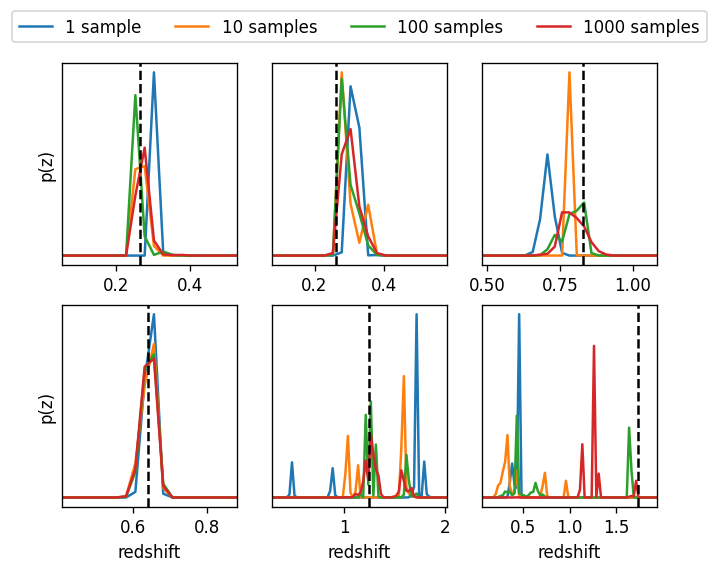 1 sample 10 samples 100 samples 1000 samples
p(z)
0.2 0.4 0.2 0.4 0.50 0.75 1.00
p(z)
0.6 0.8 1 2 0.5 1.0 1.5
redshift redshift redshift